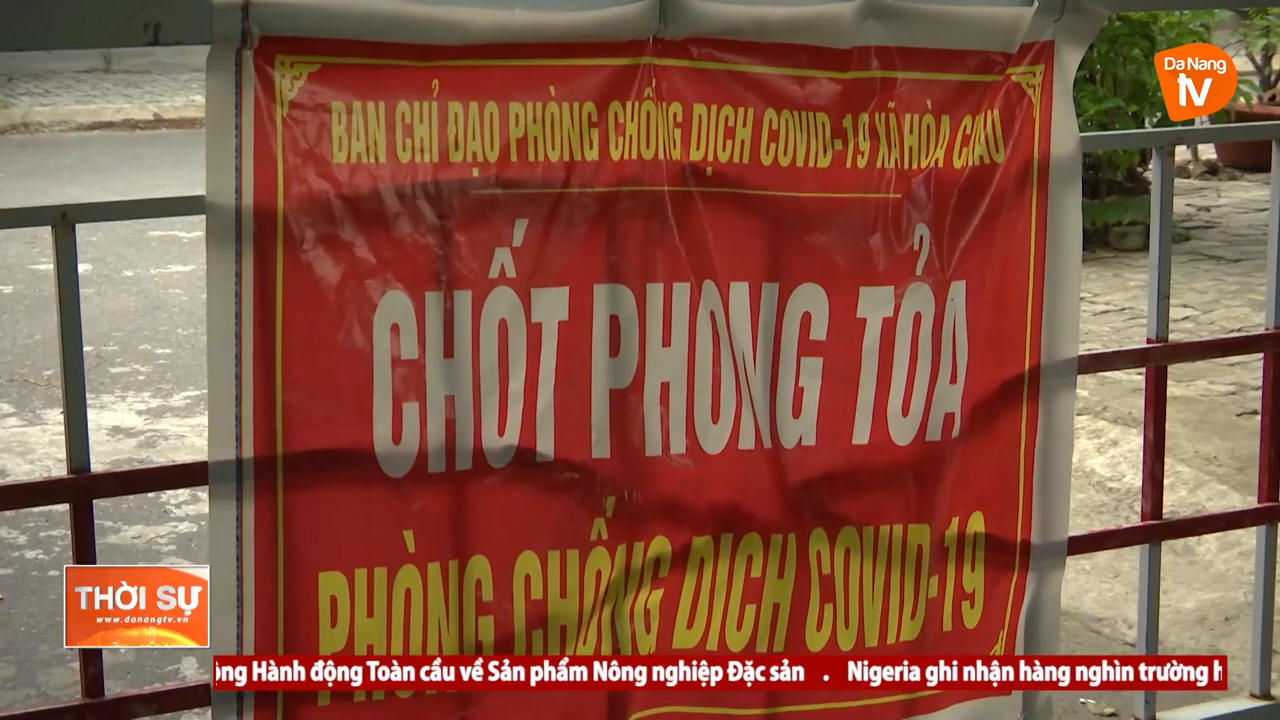 Da Nang
tv
BAN CHỈ ĐẠO PHÒNG CHỐNG DỊCH COVID-19 XÃ HÒA CHÂU
CHỐT PHONG TỎA
PHÒNG CHỐNG DỊCH COVID-19
THỜI SỰ
www.danangtv.vn
Hành động Toàn cầu về Sản phẩm Nông nghiệp Đặc sản . Nigeria ghi nhận hàng nghìn trường